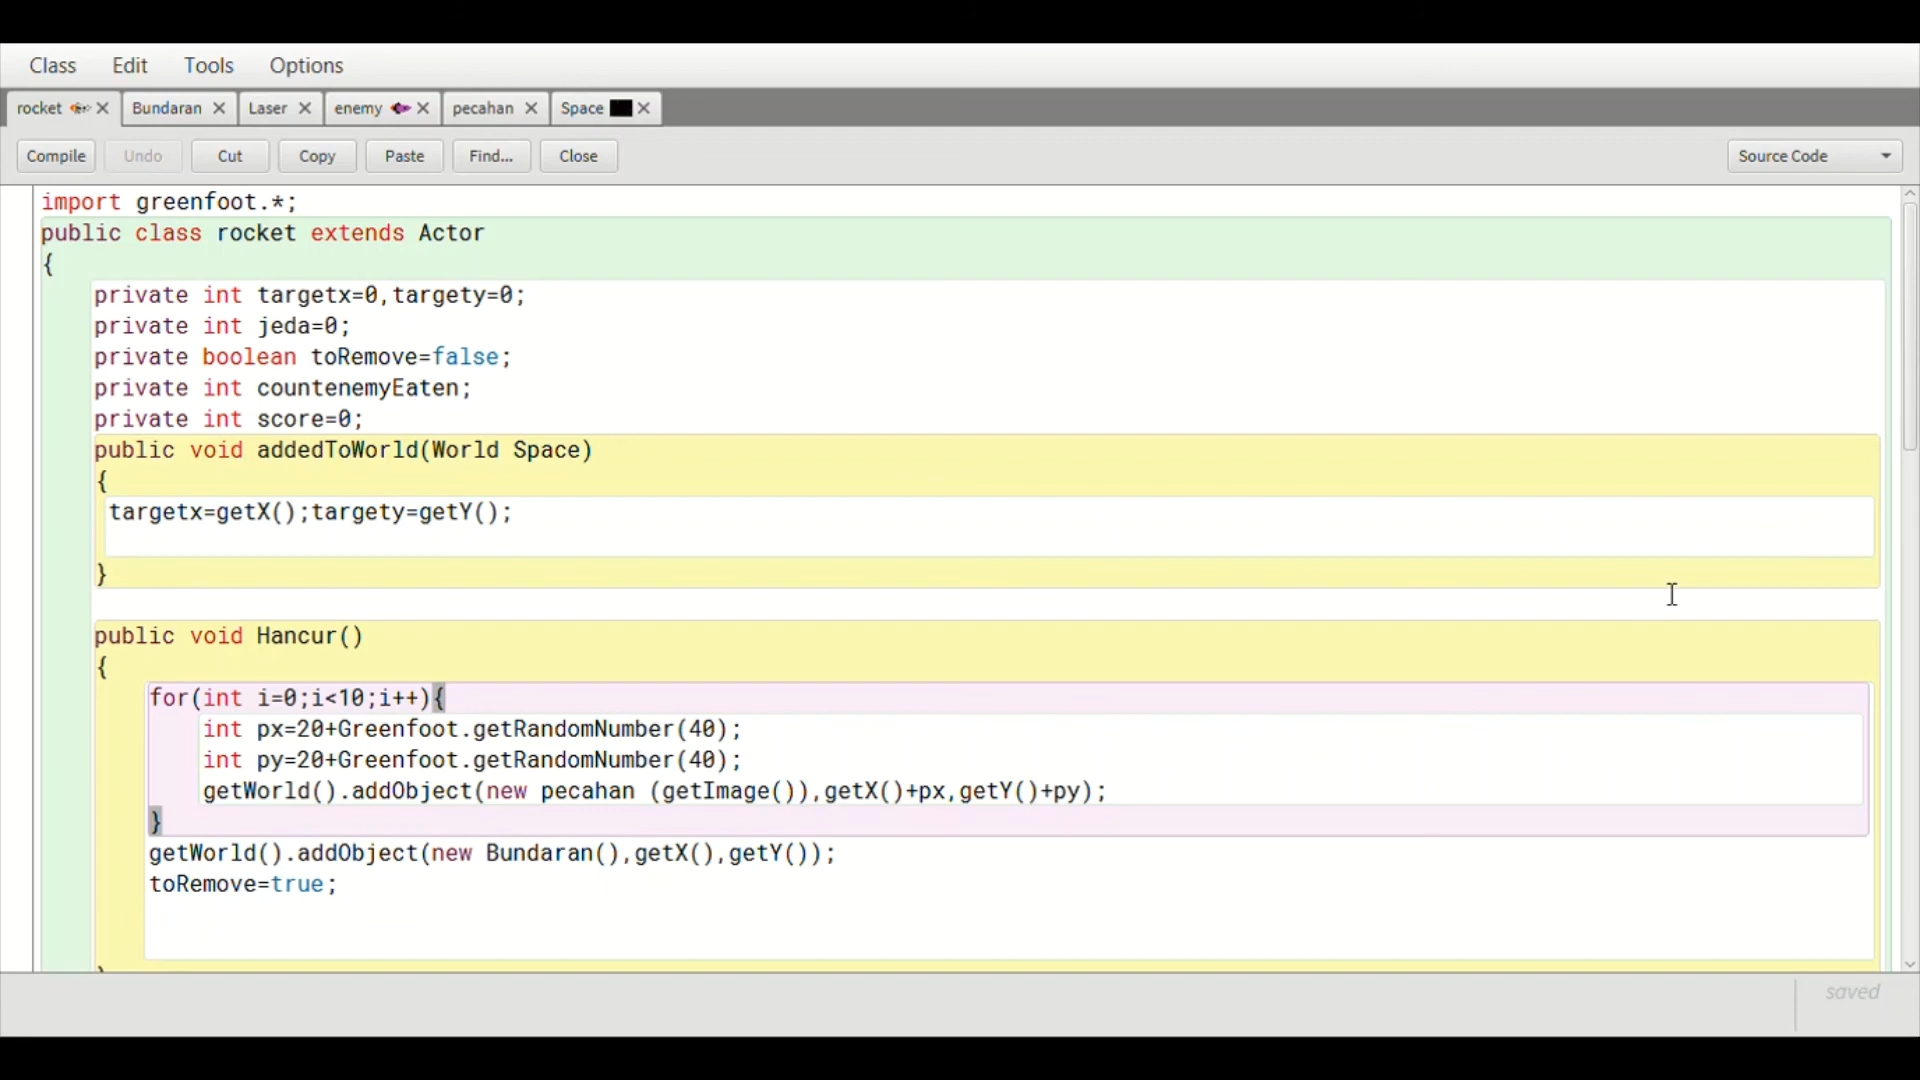 Class Edit Tools Options
rocket Bundaran Laser enemy pecahan Space
Compile Undo Cut Copy Paste Find... Close Source Code
import greenfoot.*;
public class rocket extends Actor
{
private int targetx=0,targety=0;
private int jeda=0;
private boolean toRemove=false;
private int countenemyEaten;
private int score=0;
public void addedToWorld(World Space)
{
targetx=getX();targety=getY();
}
public void Hancur()
{
for(int i=0;i<10;i++){
int px=20+Greenfoot.getRandomNumber(40);
int py=20+Greenfoot.getRandomNumber(40);
getWorld().addObject(new pecahan (getImage()),getX()+px,getY()+py);
}
getWorld().addObject(new Bundaran(),getX(),getY());
toRemove=true;
saved